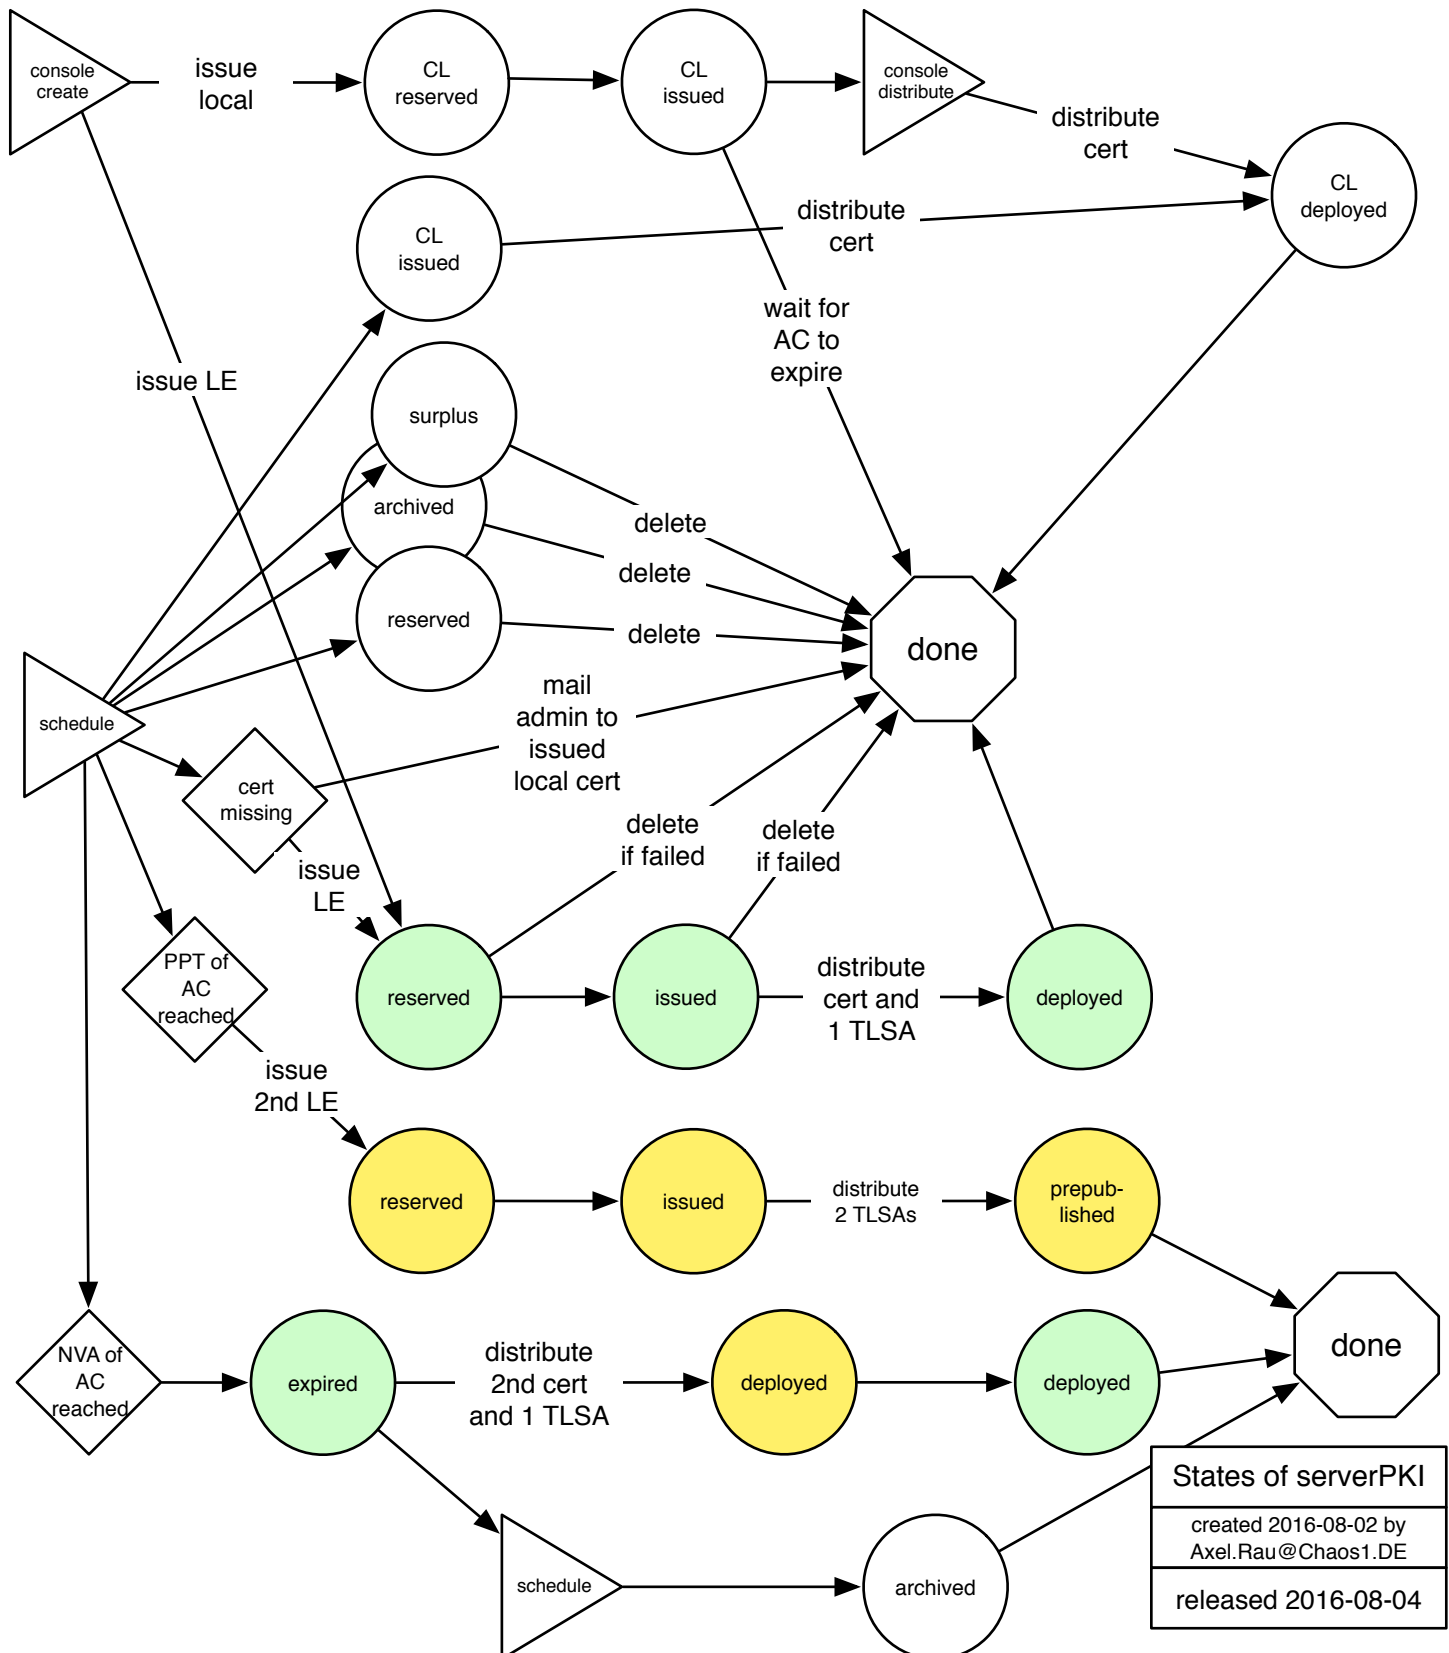 console
create
issue
local
CL
reserved
CL
issued
console
distribute
distribute
cert
CL
deployed
CL
issued
distribute
cert
wait for
AC to
expire
issue LE
surplus
archived
reserved
delete
delete
delete
done
schedule
cert
missing
mail
admin to
issued
local cert
issue
LE
delete
if failed
delete
if failed
PPT of
AC
reached
reserved
issued
distribute
cert and
1 TLSA
deployed
issue
2nd LE
reserved
issued
distribute
2 TLSAs
prepub-
lished
NVA of
AC
reached
expired
distribute
2nd cert
and 1 TLSA
deployed
deployed
done
schedule
archived
States of serverPKI
created 2016-08-02 by
Axel.Rau@Chaos1.DE
released 2016-08-04